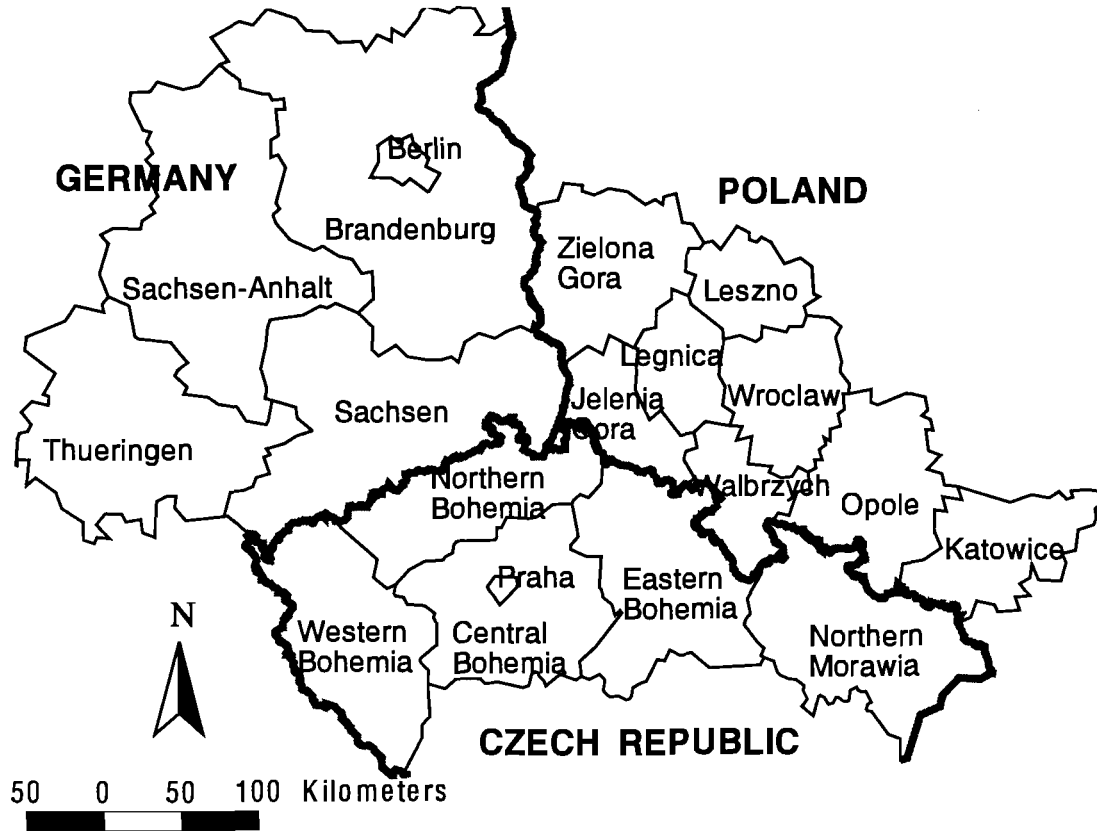 Berlin
GERMANY
POLAND
Brandenburg
Zielona
Gora
Sachsen-Anhalt
Leszno
Legnica
Wroclaw
Jelenia
Gora
Sachsen
Thueringen
Northern
Bohemia
Walbrzych
Opole
Katowice
Praha
Eastern
Bohemia
N
Western
Bohemia
Central
Bohemia
Northern
Morawia
CZECH REPUBLIC
50 0 50 100 Kilometers